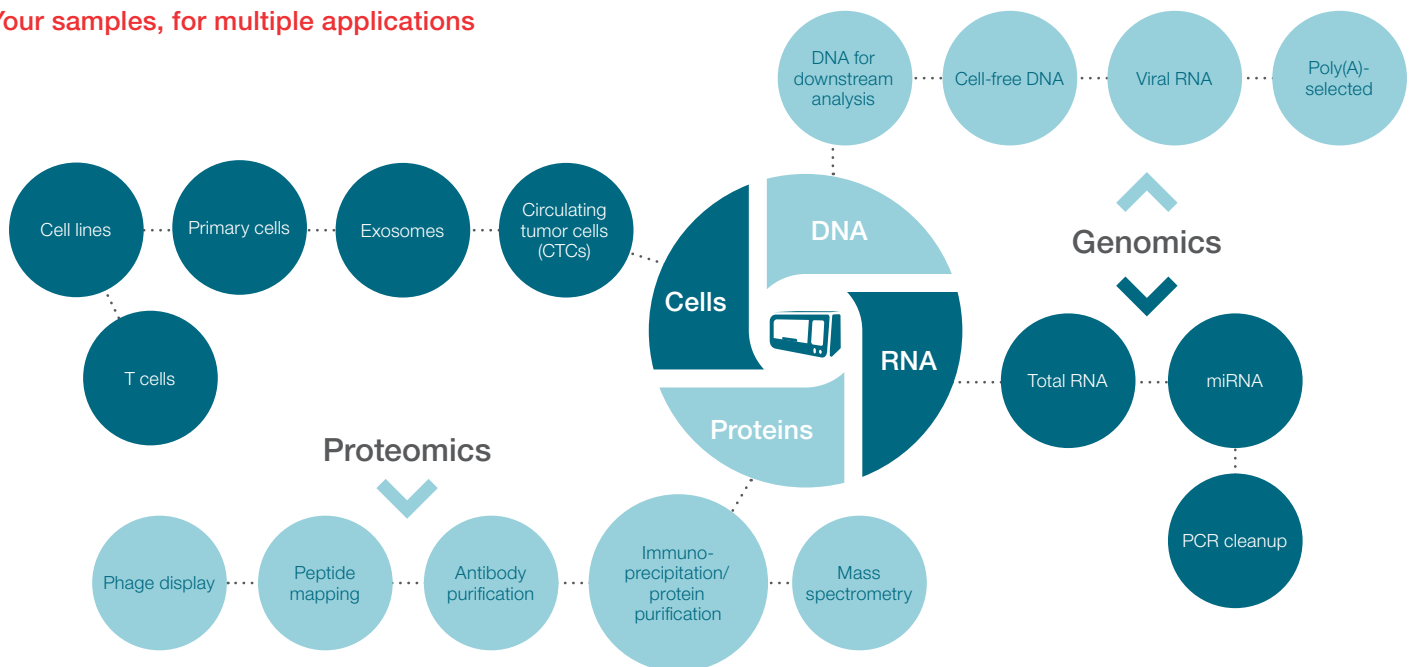 Your samples, for multiple applications
DNA for
downstream
analysis
Cell-free DNA
Viral RNA
Poly(A)-
selected
Cell lines
Primary cells
Exosomes
Circulating
tumor cells
(CTCs)
T cells
DNA
Cells
RNA
Proteins
Genomics
Total RNA
miRNA
PCR cleanup
Proteomics
Phage display
Peptide
mapping
Antibody
purification
Immuno-
precipitation/
protein
purification
Mass
spectrometry